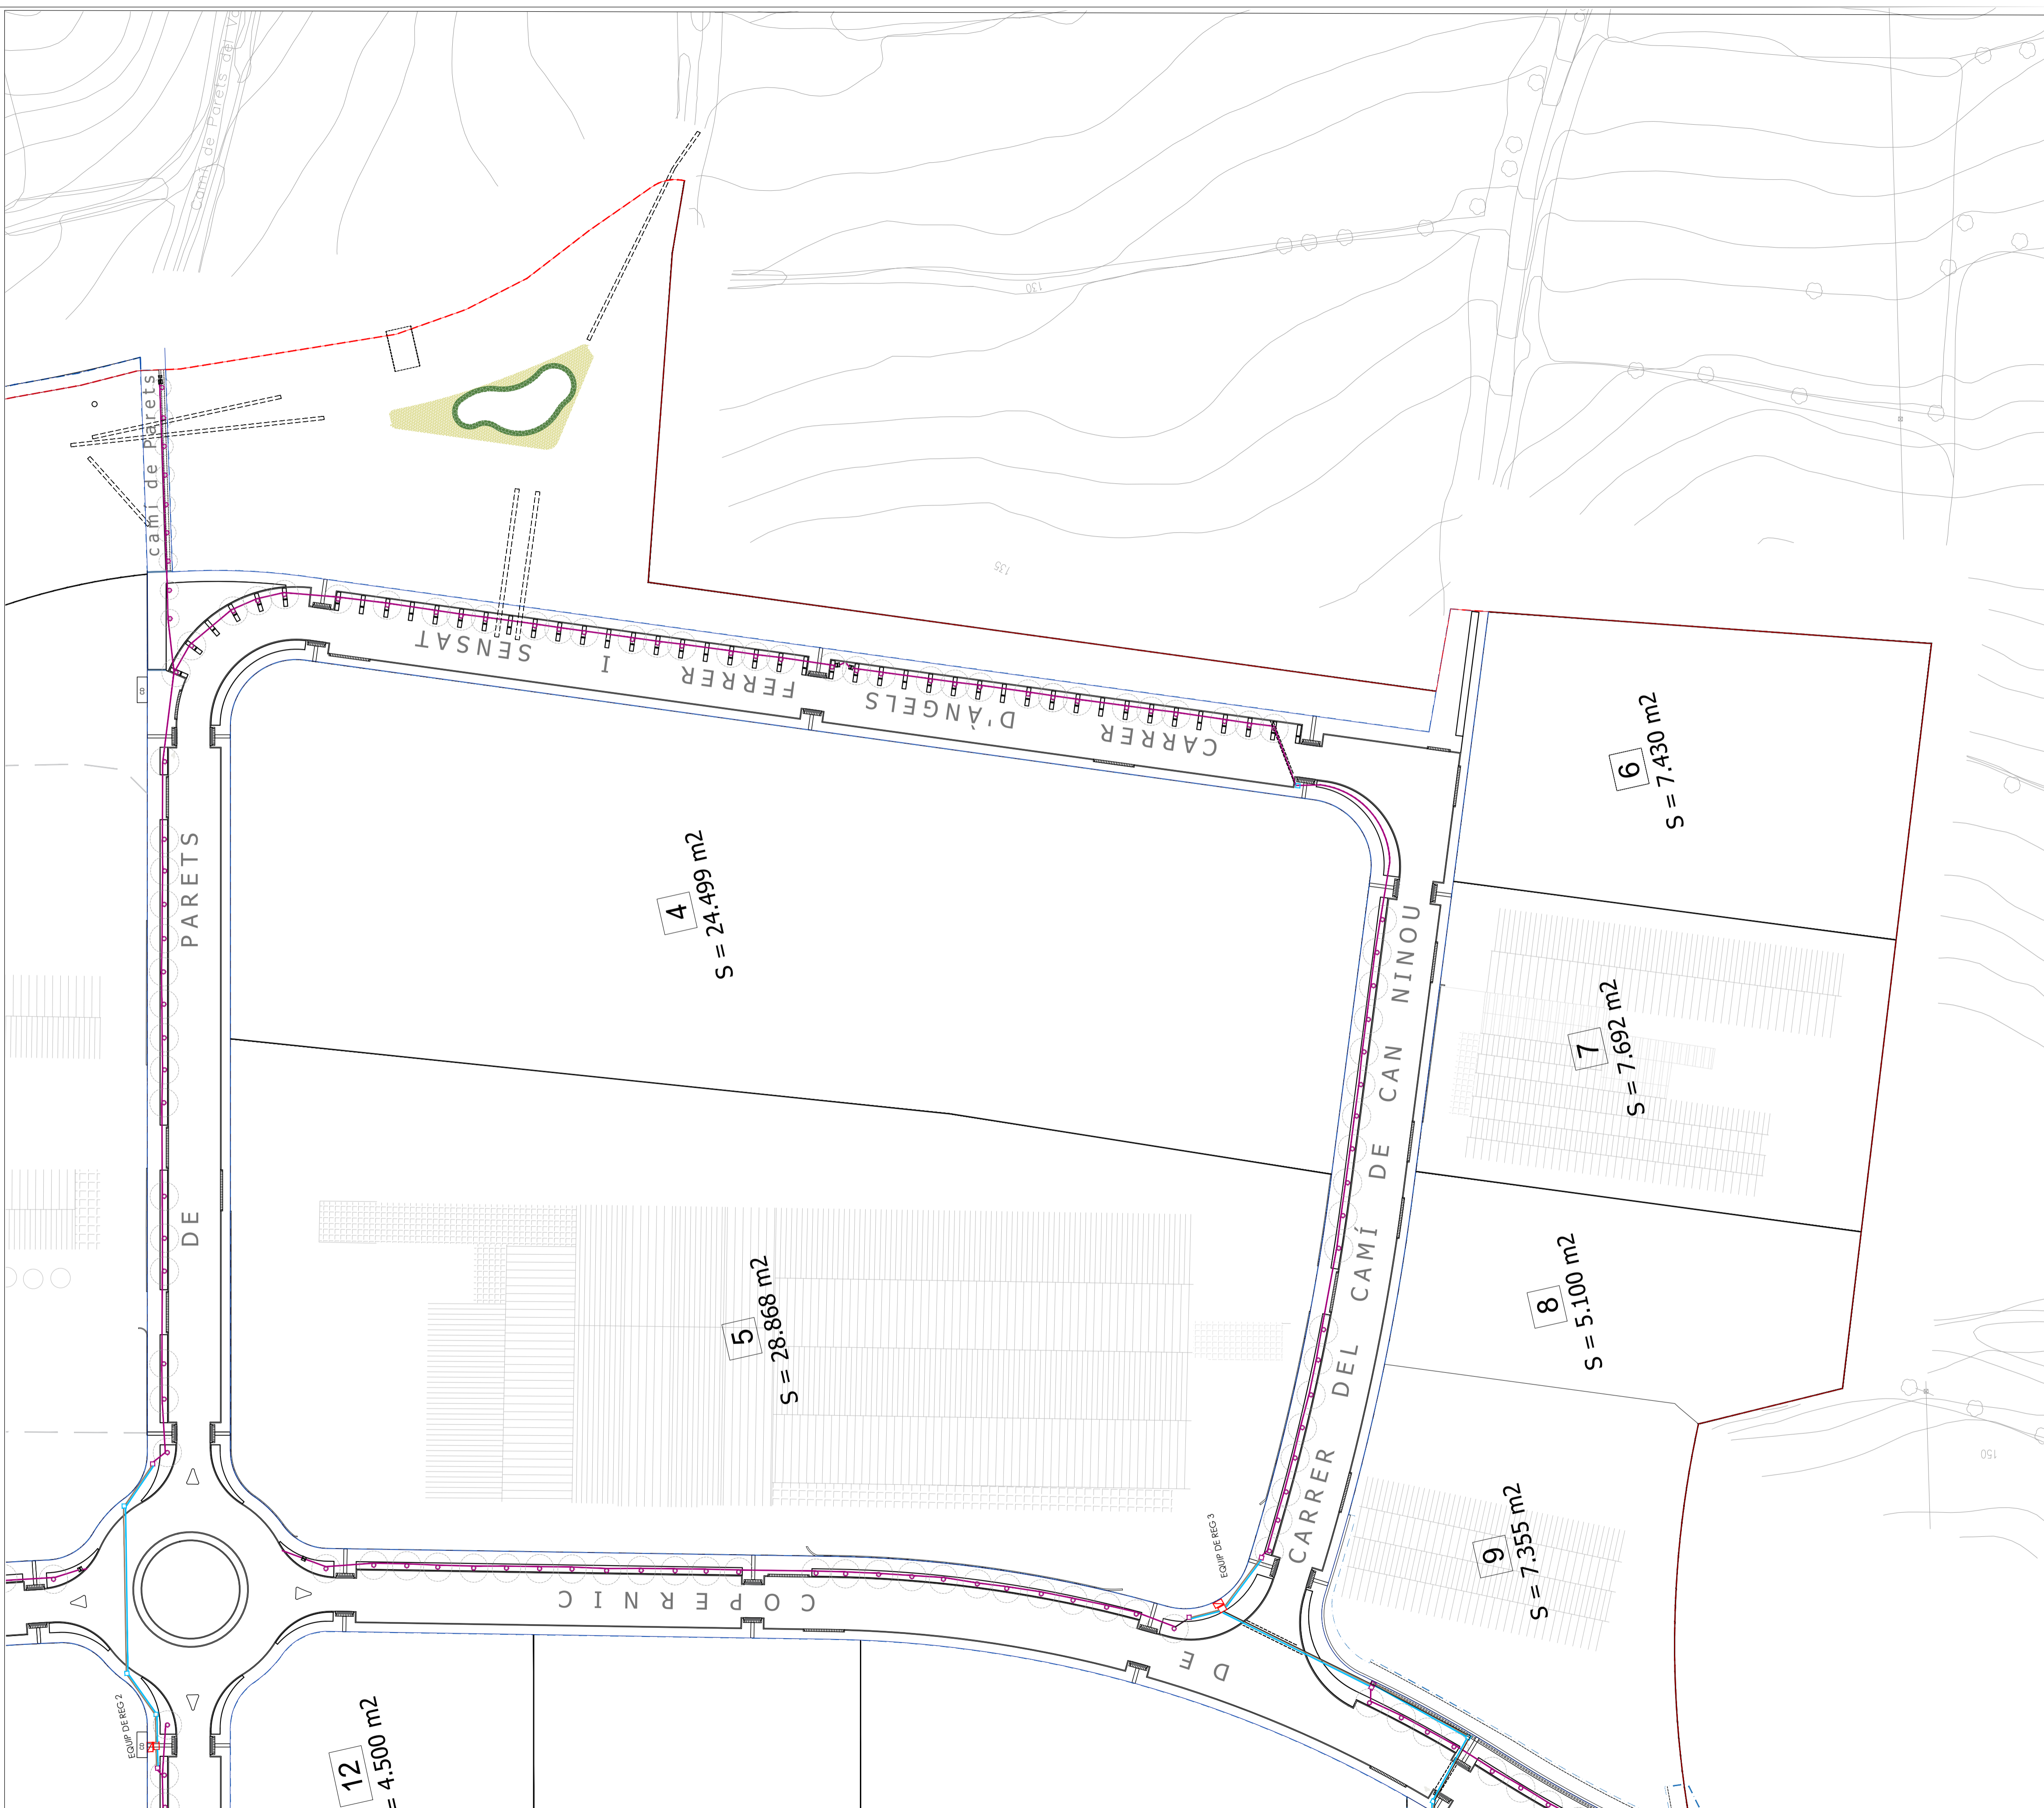 Camí de Parets del Va
130
135
camí de Parets
CARRER D'ÀNGELS FERRER I SENSAT
DE PARETS
4
S = 24.499 m2
6
S = 7.430 m2
7
S = 7.692 m2
CARRER DEL CAMÍ DE CAN NINOU
5
S = 28.868 m2
8
S = 5.100 m2
150
9
S = 7.355 m2
EQUIP DE REG 3
DE COPERNIC
EQUIP DE REG 2
12
= 4.500 m2